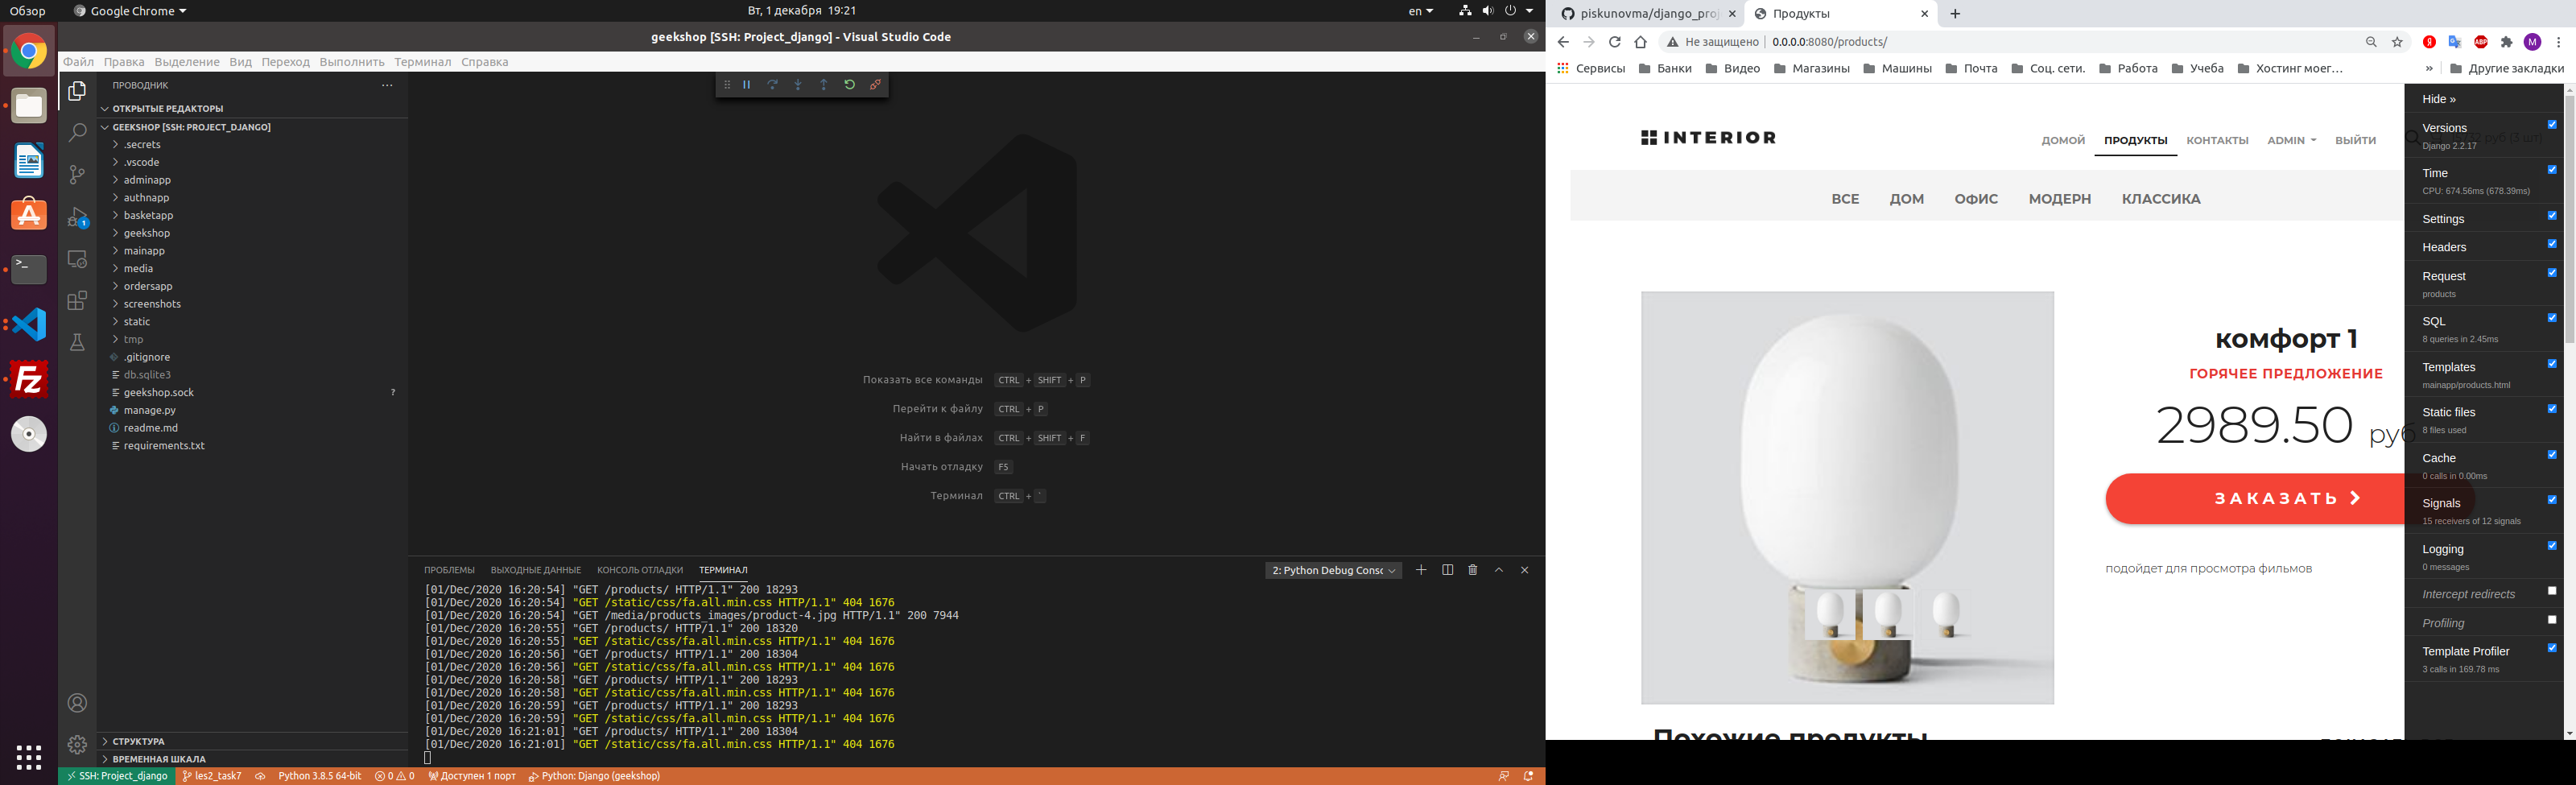 Обзор
Google Chrome
Вт, 1 декабря 19:21
en
geekshop [SSH: Project_django] - Visual Studio Code
Файл Правка Выделение Вид Переход Выполнить Терминал Справка
ПРОВОДНИК
ОТКРЫТЫЕ РЕДАКТОРЫ
GEEKSHOP [SSH: PROJECT_DJANGO]
.secrets
.vscode
adminapp
authnapp
basketapp
geekshop
mainapp
media
ordersapp
screenshots
static
tmp
.gitignore
db.sqlite3
geekshop.sock ?
manage.py
readme.md
requirements.txt
СТРУКТУРА
ВРЕМЕННАЯ ШКАЛА
1
Показать все команды CTRL + SHIFT + P
Перейти к файлу CTRL + P
Найти в файлах CTRL + SHIFT + F
Начать отладку F5
Терминал CTRL + `
ПРОБЛЕМЫ ВЫХОДНЫЕ ДАННЫЕ КОНСОЛЬ ОТЛАДКИ ТЕРМИНАЛ
2: Python Debug Consc
[01/Dec/2020 16:20:54] "GET /products/ HTTP/1.1" 200 18293
[01/Dec/2020 16:20:54] "GET /static/css/fa.all.min.css HTTP/1.1" 404 1676
[01/Dec/2020 16:20:54] "GET /media/products_images/product-4.jpg HTTP/1.1" 200 7944
[01/Dec/2020 16:20:55] "GET /products/ HTTP/1.1" 200 18320
[01/Dec/2020 16:20:55] "GET /static/css/fa.all.min.css HTTP/1.1" 404 1676
[01/Dec/2020 16:20:56] "GET /products/ HTTP/1.1" 200 18304
[01/Dec/2020 16:20:56] "GET /static/css/fa.all.min.css HTTP/1.1" 404 1676
[01/Dec/2020 16:20:58] "GET /products/ HTTP/1.1" 200 18293
[01/Dec/2020 16:20:58] "GET /static/css/fa.all.min.css HTTP/1.1" 404 1676
[01/Dec/2020 16:20:59] "GET /products/ HTTP/1.1" 200 18293
[01/Dec/2020 16:20:59] "GET /static/css/fa.all.min.css HTTP/1.1" 404 1676
[01/Dec/2020 16:21:01] "GET /products/ HTTP/1.1" 200 18304
[01/Dec/2020 16:21:01] "GET /static/css/fa.all.min.css HTTP/1.1" 404 1676
SSH: Project_django les2_task7 Python 3.8.5 64-bit 0 0 Доступен 1 порт Python: Django (geekshop)
piskunovma/django_proj
Продукты
Не защищено | 0.0.0.0:8080/products/
ABP
M
Сервисы Банки Видео Магазины Машины Почта Соц. сети. Работа Учеба Хостинг моег… » Другие закладки
INTERIOR
ДОМОЙ ПРОДУКТЫ КОНТАКТЫ ADMIN ВЫЙТИ
ВСЕ ДОМ ОФИС МОДЕРН КЛАССИКА
комфорт 1
ГОРЯЧЕЕ ПРЕДЛОЖЕНИЕ
2989.50 руб
ЗАКАЗАТЬ
подойдет для просмотра фильмов
Похожие продукты
Hide »
Versions
Django 2.2.17
Time
CPU: 674.56ms (678.39ms)
Settings
Headers
Request
products
SQL
8 queries in 2.45ms
Templates
mainapp/products.html
Static files
8 files used
Cache
0 calls in 0.00ms
Signals
15 receivers of 12 signals
Logging
0 messages
Intercept redirects
Profiling
Template Profiler
3 calls in 169.78 ms